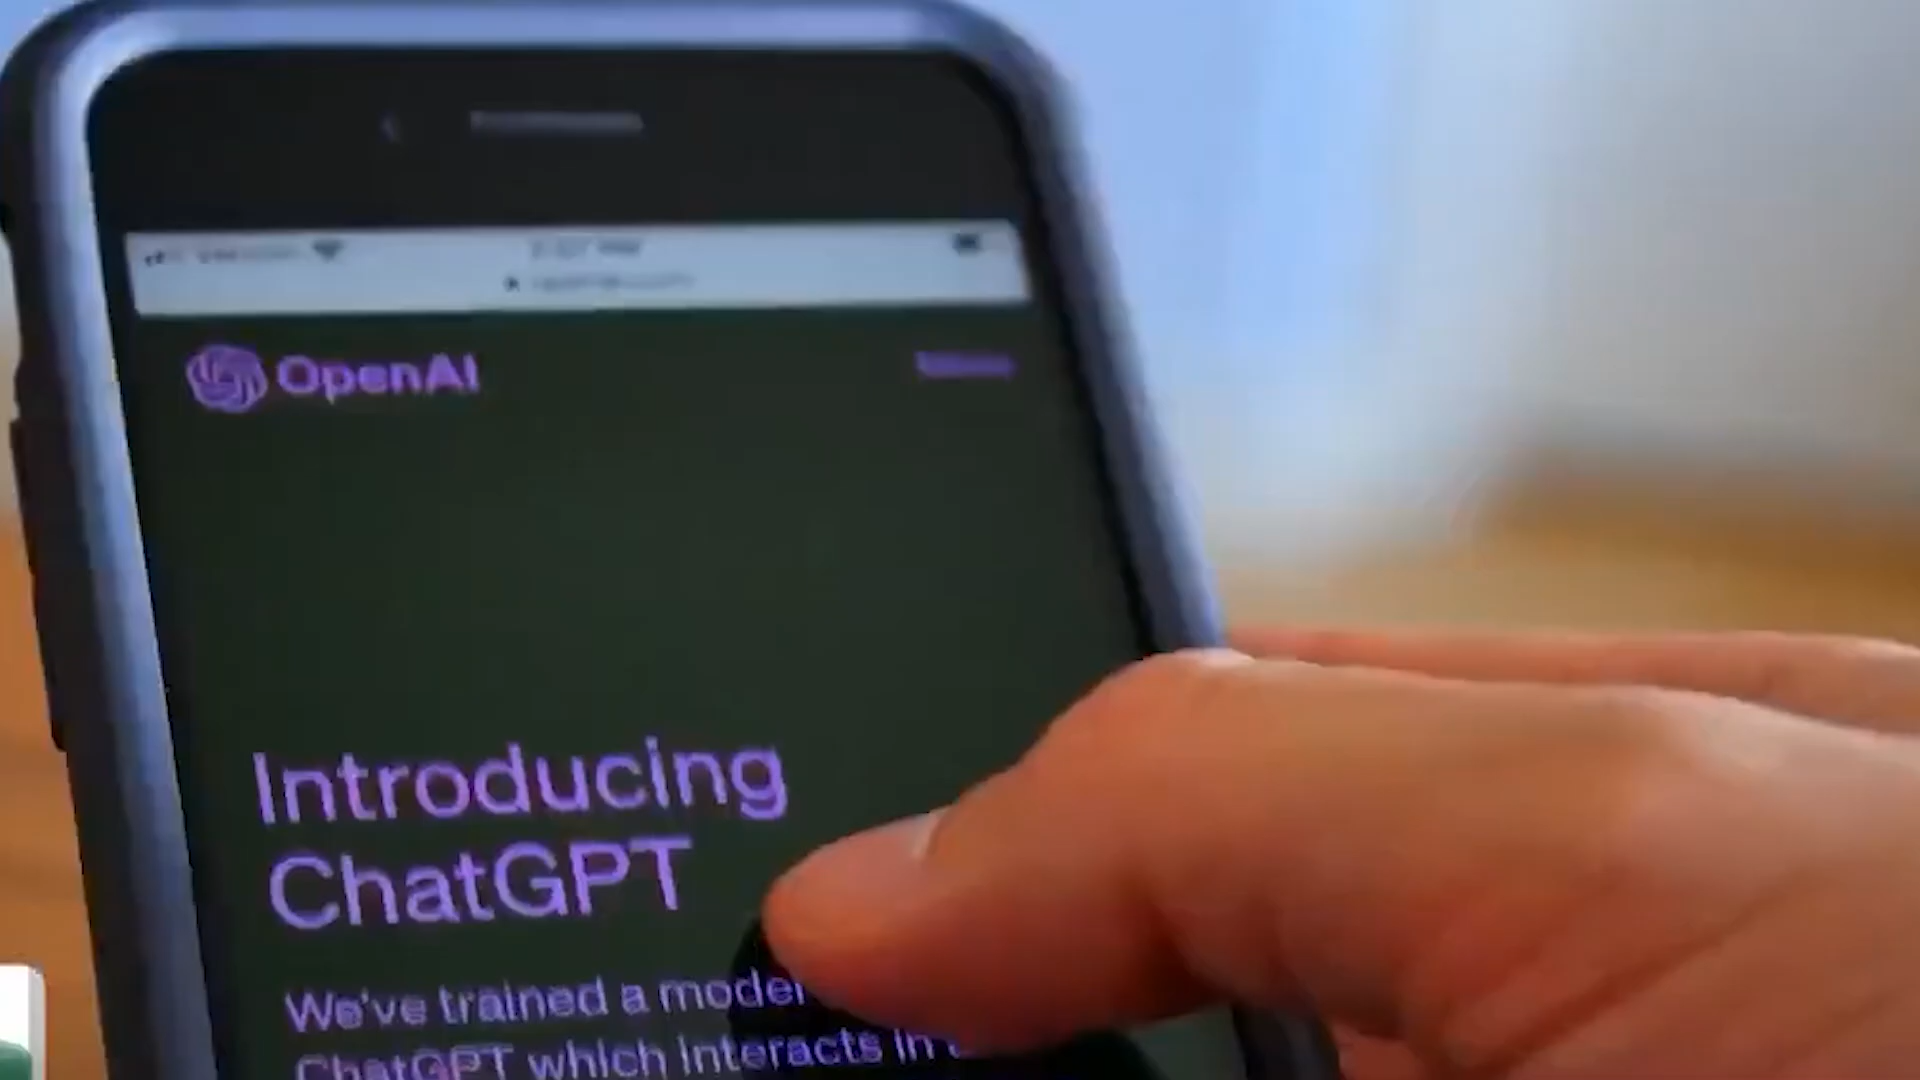 OpenAI
Introducing
ChatGPT
We've trained a model
ChatGPT which interacts in a